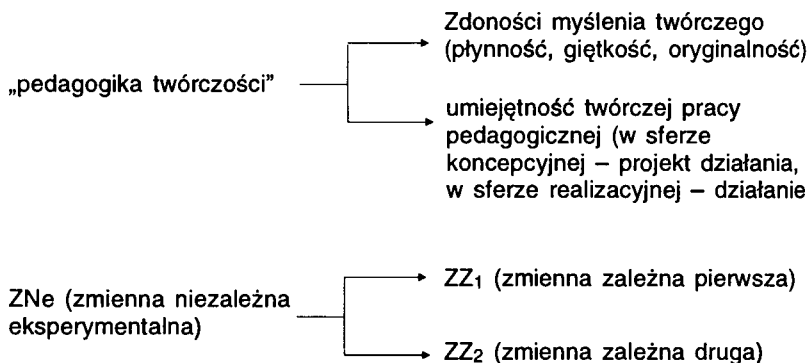 „pedagogika twórczości”
Zdoności myślenia twórczego
(płynność, giętkość, oryginalność)
umiejętność twórczej pracy
pedagogicznej (w sferze
koncepcyjnej – projekt działania,
w sferze realizacyjnej – działanie
ZNe (zmienna niezależna
eksperymentalna)
ZZ1 (zmienna zależna pierwsza)
ZZ2 (zmienna zależna druga)